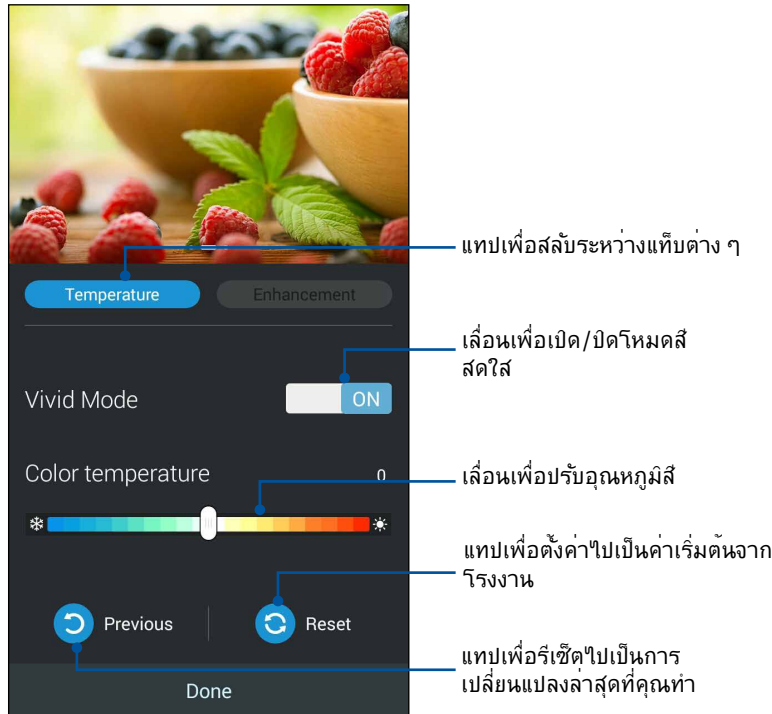 แทปเพื่อสลับระหว่างแท็บต่าง ๆ
Temperature
Enhancement
เลื่อนเพื่อเปิด/ปิดโหมดสี
สดใส
Vivid Mode
ON
Color temperature
0
เลื่อนเพื่อปรับอุณหภูมิสี
แทปเพื่อตั้งค่าไปเป็นค่าเริ่มต้นจาก
โรงงาน
Previous
Reset
แทปเพื่อรีเซ็ตไปเป็นการ
เปลี่ยนแปลงล่าสุดที่คุณทำ
Done